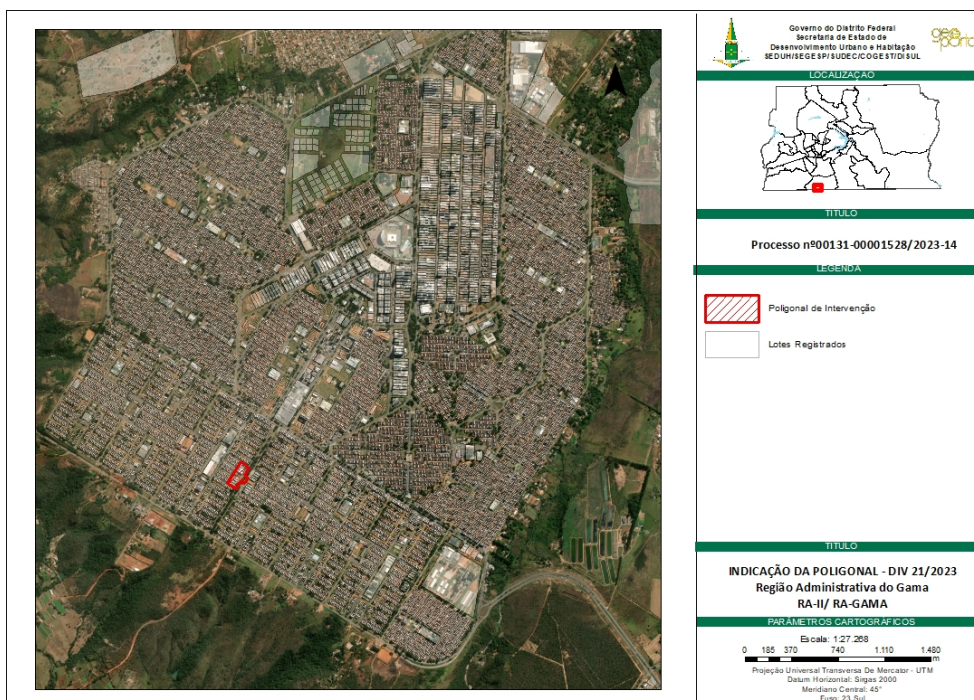 Governo do Distrito Federal
Secretaria de Estado de
Desenvolvimento Urbano e Habitação
SEDUH/SEGESP/SUDEC/COGEST/DISUL
geo
porta
LOCALIZAÇÃO
TITULO
Processo nº00131-00001528/2023-14
LEGENDA
Poligonal de Intervenção
Lotes Registrados
TITULO
INDICAÇÃO DA POLIGONAL - DIV 21/2023
Região Administrativa do Gama
RA-II/ RA-GAMA
PARÂMETROS CARTOGRÁFICOS
Escala: 1:27.268
0 185 370 740 1.110 1.480
m
Projeção Universal Transversa De Mercator - UTM
Datum Horizontal: Sirgas 2000
Meridiano Central: 45°
Fuso: 23 Sul